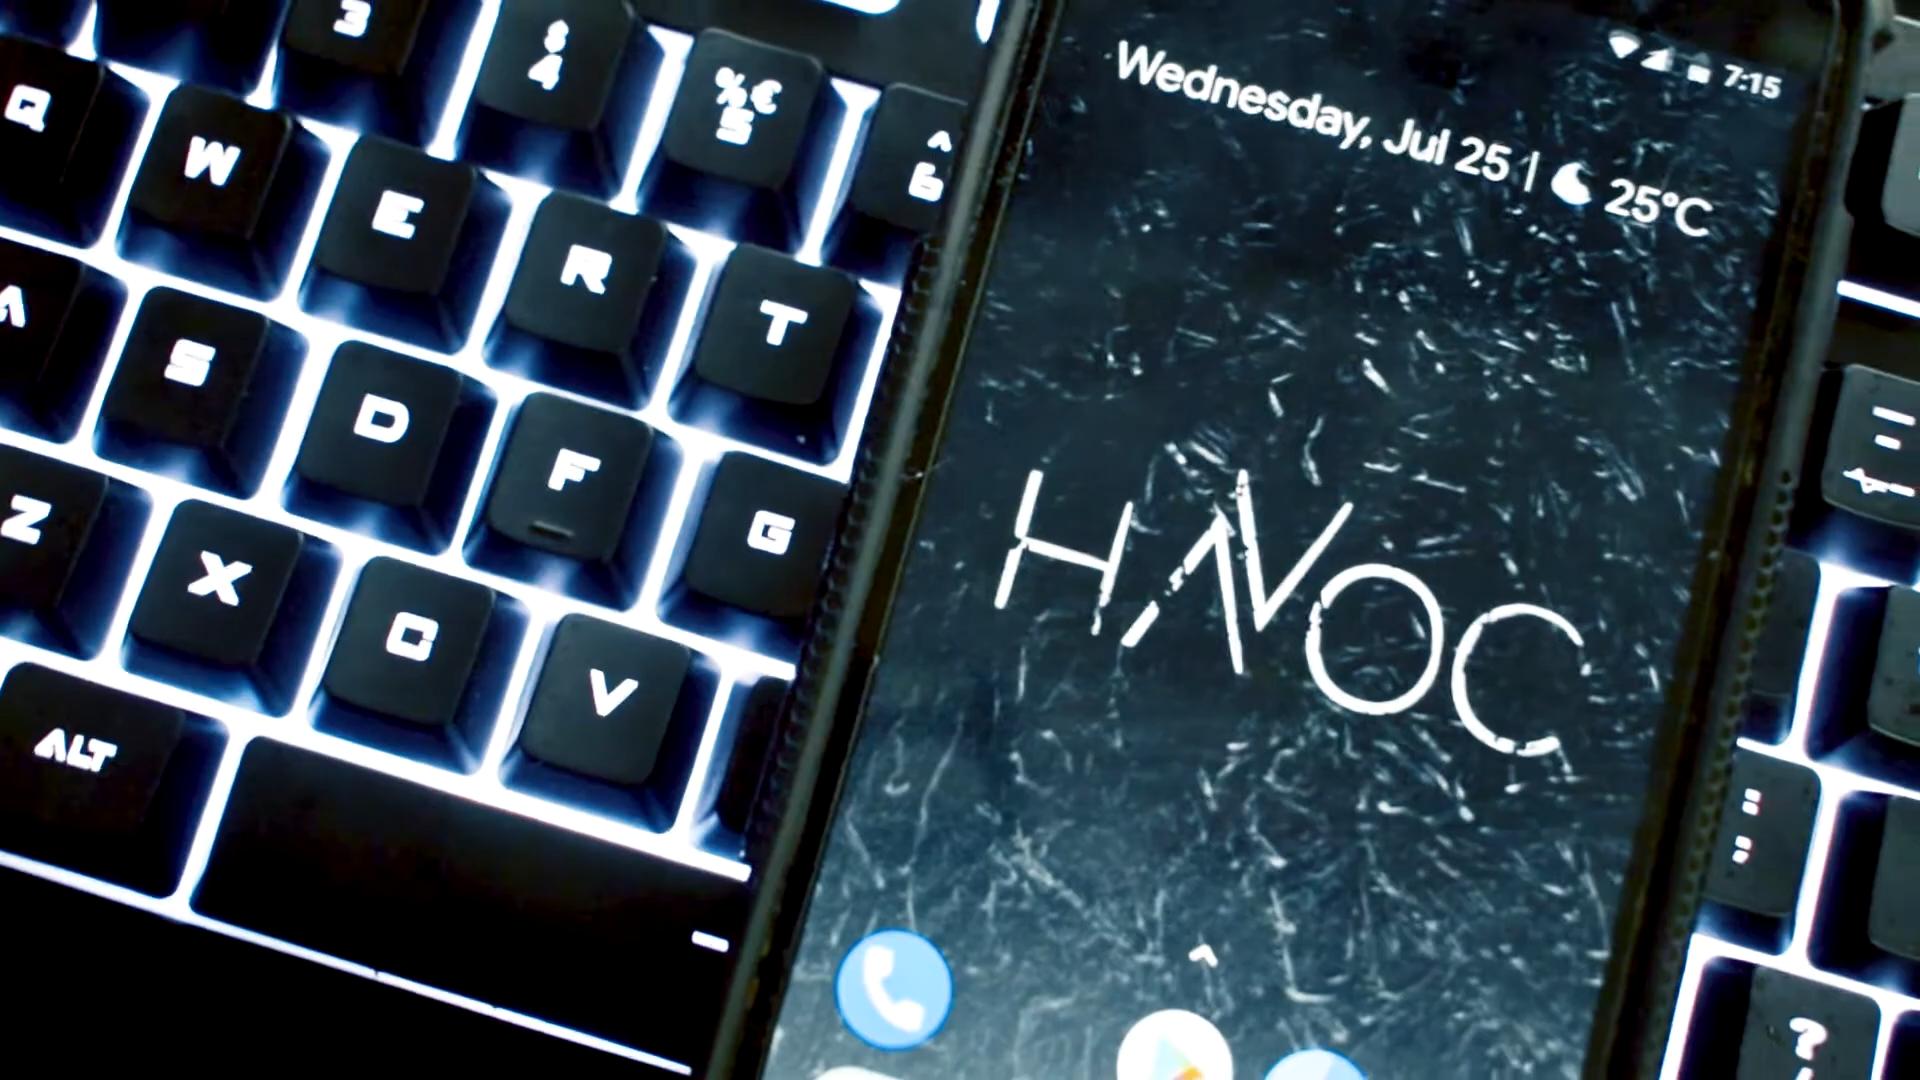 3
$
4
% €
5
^
6
Q
W
E
R
T
A
S
D
F
G
Z
X
C
V
ALT
7:15
Wednesday, Jul 25 | 25°C
HAVOC
=
-
:
?
/